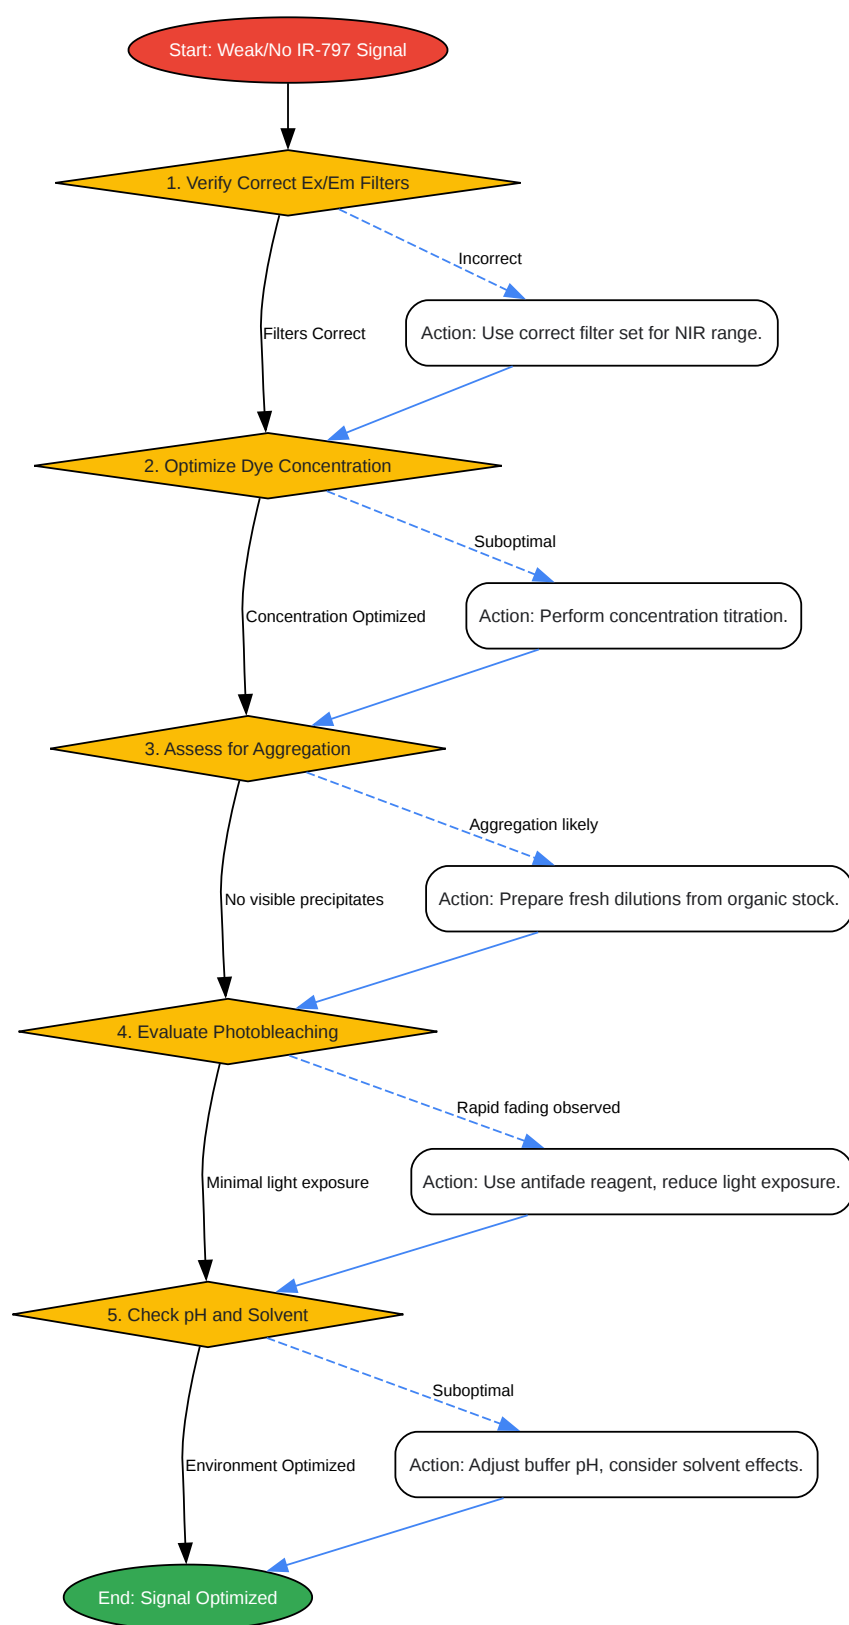 Start: Weak/No IR-797 Signal
1. Verify Correct Ex/Em Filters
Incorrect
Filters Correct
Action: Use correct filter set for NIR range.
2. Optimize Dye Concentration
Suboptimal
Concentration Optimized
Action: Perform concentration titration.
3. Assess for Aggregation
Aggregation likely
No visible precipitates
Action: Prepare fresh dilutions from organic stock.
4. Evaluate Photobleaching
Rapid fading observed
Minimal light exposure
Action: Use antifade reagent, reduce light exposure.
5. Check pH and Solvent
Suboptimal
Environment Optimized
Action: Adjust buffer pH, consider solvent effects.
End: Signal Optimized